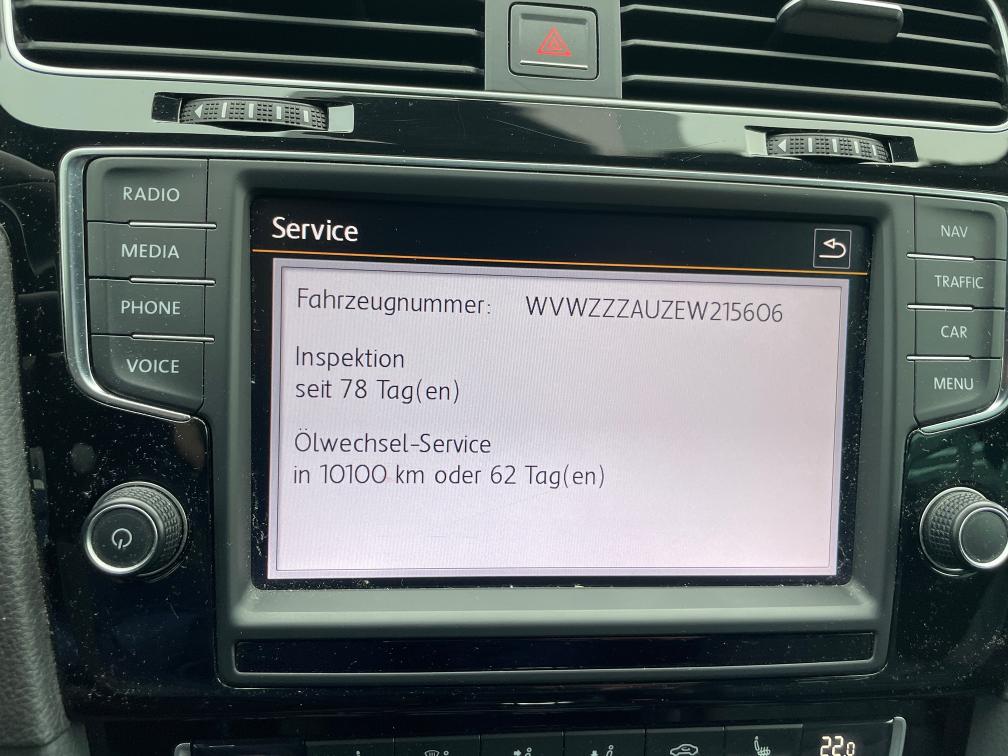 RADIO
MEDIA
PHONE
VOICE
Service
Fahrzeugnummer: WVWZZZAUZEW215606
Inspektion
seit 78 Tag(en)
Ölwechsel-Service
in 10100 km oder 62 Tag(en)
NAV
TRAFFIC
CAR
MENU
22.0